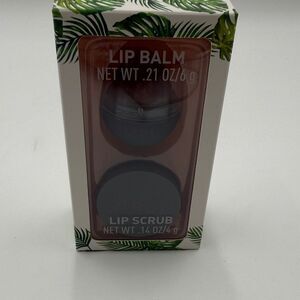 LIP BALM
NET WT .21 OZ/6 g
LIP SCRUB
NET WT .14 OZ/4 g